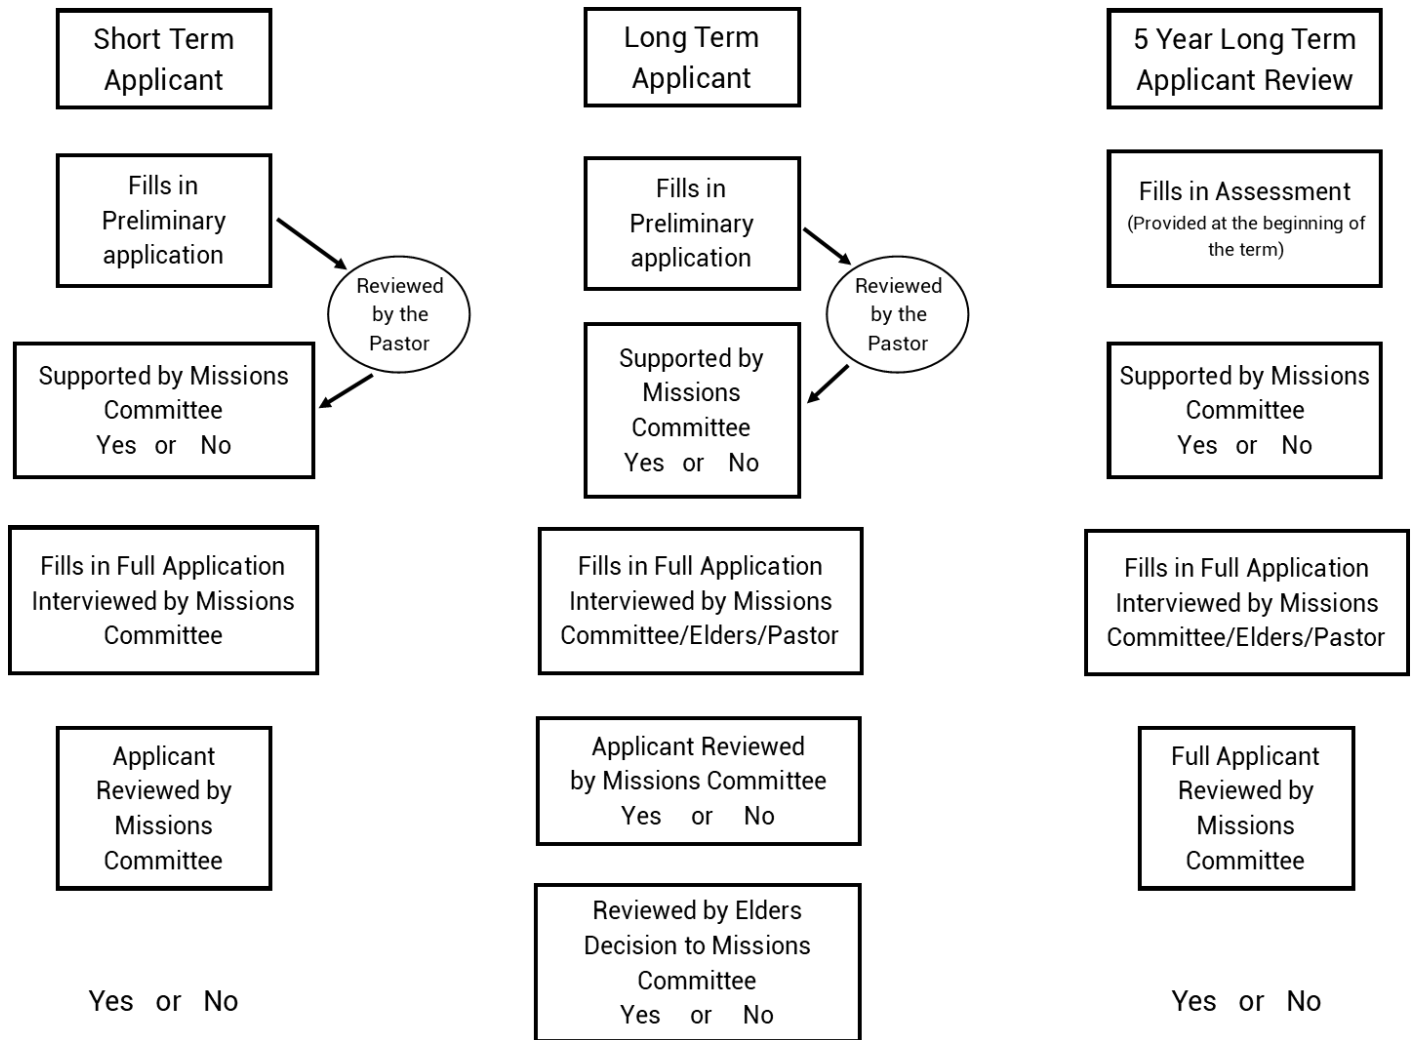 Short Term
Applicant
Fills in
Preliminary
application
Reviewed
by the
Pastor
Supported by Missions
Committee
Yes or No
Fills in Full Application
Interviewed by Missions
Committee
Applicant
Reviewed by
Missions
Committee
Yes or No
Long Term
Applicant
Fills in
Preliminary
application
Reviewed
by the
Pastor
Supported by
Missions
Committee
Yes or No
Fills in Full Application
Interviewed by Missions
Committee/Elders/Pastor
Applicant Reviewed
by Missions Committee
Yes or No
Reviewed by Elders
Decision to Missions
Committee
Yes or No
5 Year Long Term
Applicant Review
Fills in Assessment
(Provided at the beginning of
the term)
Supported by Missions
Committee
Yes or No
Fills in Full Application
Interviewed by Missions
Committee/Elders/Pastor
Full Applicant
Reviewed by
Missions
Committee
Yes or No